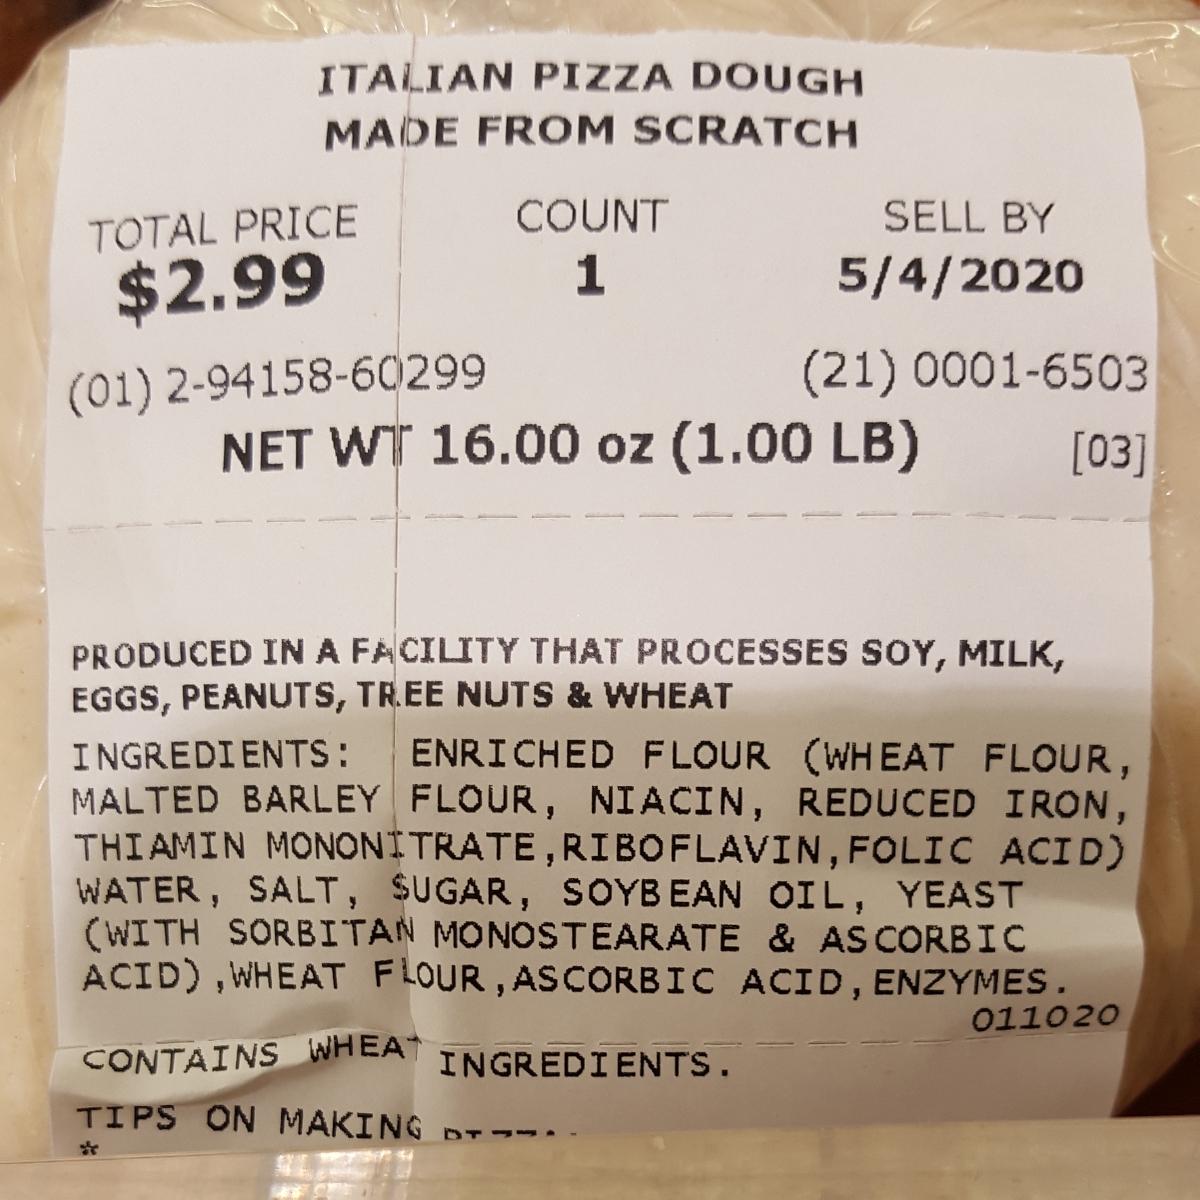 ITALIAN PIZZA DOUGH
MADE FROM SCRATCH
TOTAL PRICE COUNT SELL BY
$2.99 1 5/4/2020
(01) 2-94158-60299 (21) 0001-6503
NET WT 16.00 oz (1.00 LB) [03]
PRODUCED IN A FACILITY THAT PROCESSES SOY, MILK,
EGGS, PEANUTS, TREE NUTS & WHEAT
INGREDIENTS: ENRICHED FLOUR (WHEAT FLOUR,
MALTED BARLEY FLOUR, NIACIN, REDUCED IRON,
THIAMIN MONONITRATE,RIBOFLAVIN,FOLIC ACID)
WATER, SALT, SUGAR, SOYBEAN OIL, YEAST
(WITH SORBITAN MONOSTEARATE & ASCORBIC
ACID),WHEAT FLOUR,ASCORBIC ACID,ENZYMES.
011020
CONTAINS WHEAT INGREDIENTS.
TIPS ON MAKING
*